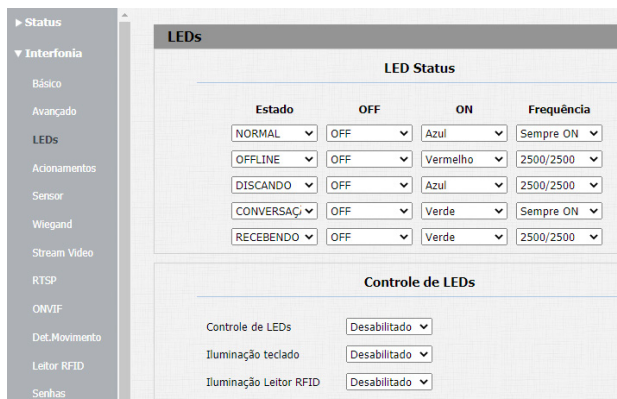 Status
Interfonia
Básico
Avançado
LEDs
Acionamentos
Sensor
Wiegand
Stream Video
RTSP
ONVIF
Det.Movimento
Leitor RFID
Senhas
LEDs
LED Status
Estado OFF ON Frequência
NORMAL OFF Azul Sempre ON
OFFLINE OFF Vermelho 2500/2500
DISCANDO OFF Azul 2500/2500
CONVERSAÇ OFF Verde Sempre ON
RECEBENDO OFF Verde 2500/2500
Controle de LEDs
Controle de LEDs Desabilitado
Iluminação teclado Desabilitado
Iluminação Leitor RFID Desabilitado